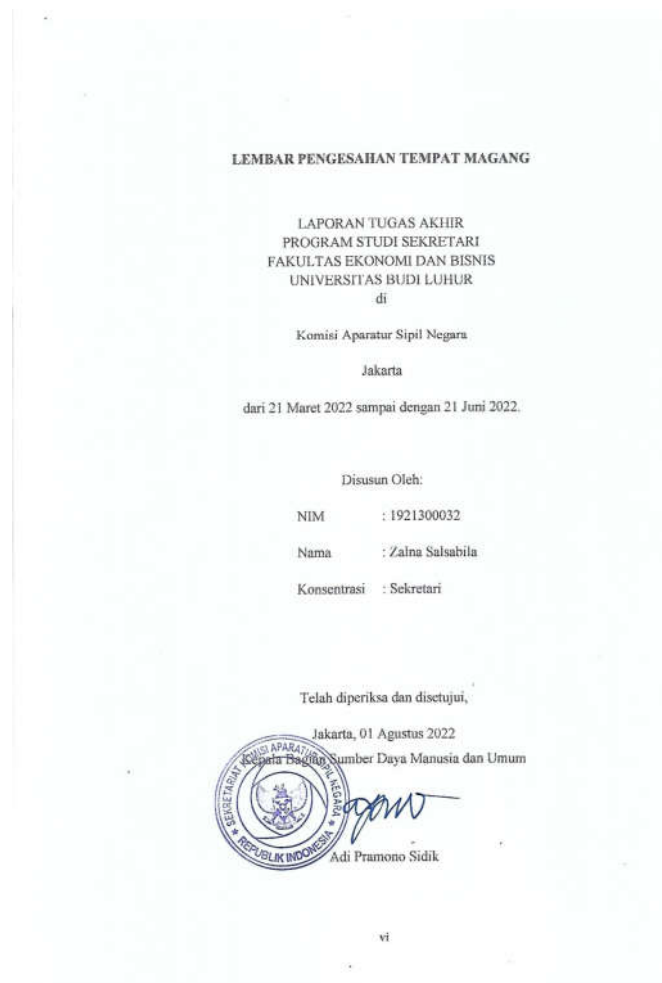 LEMBAR PENGESAHAN TEMPAT MAGANG
LAPORAN TUGAS AKHIR
PROGRAM STUDI SEKRETARI
FAKULTAS EKONOMI DAN BISNIS
UNIVERSITAS BUDI LUHUR
di
Komisi Aparatur Sipil Negara
Jakarta
dari 21 Maret 2022 sampai dengan 21 Juni 2022.
Disusun Oleh:
NIM : 1921300032
Nama : Zalna Salsabila
Konsentrasi : Sekretari
Telah diperiksa dan disetujui,
Jakarta, 01 Agustus 2022
Kepala Bagian Sumber Daya Manusia dan Umum
SEKRETARIAT KOMISI APARATUR SIPIL NEGARA
★ REPUBLIK INDONESIA ★
Adi Pramono Sidik
vi